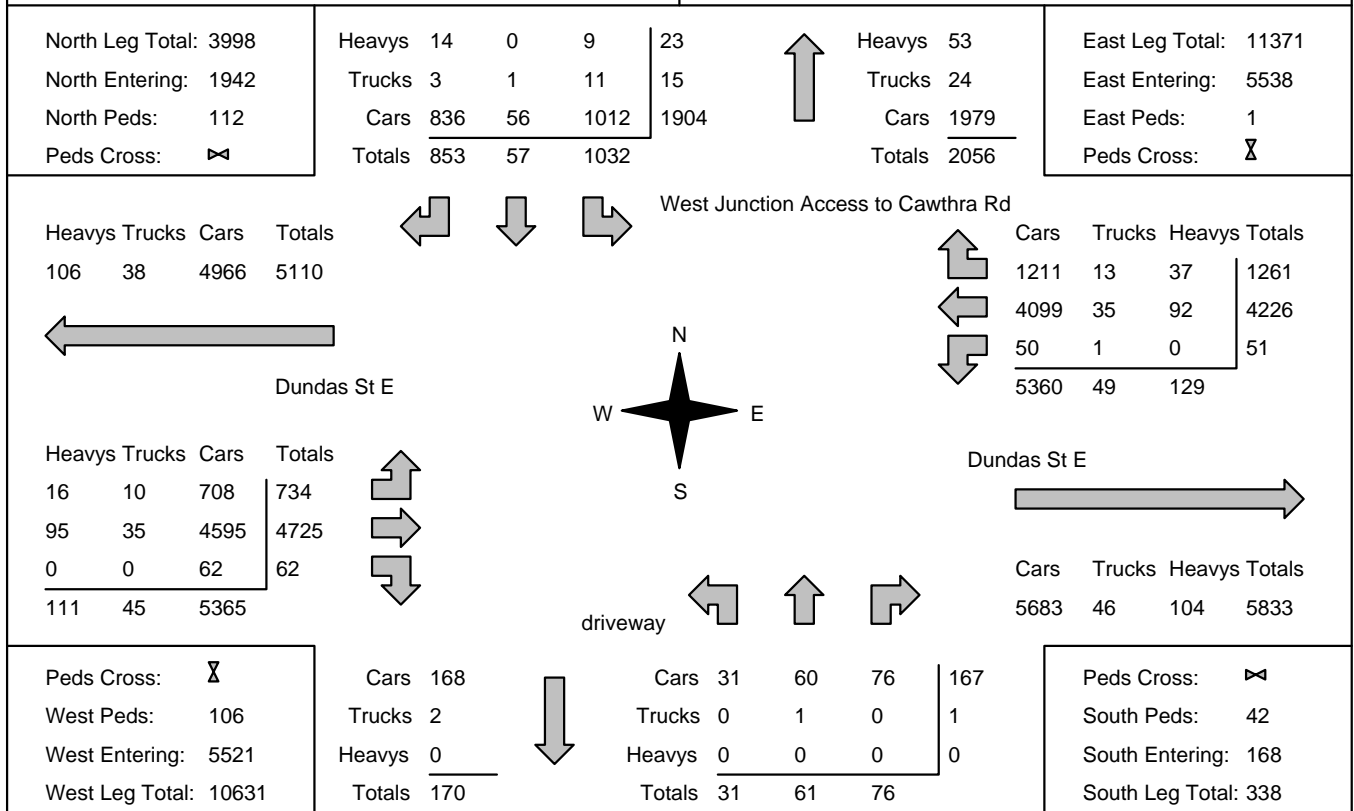 North Leg Total: 3998
North Entering: 1942
North Peds: 112
Peds Cross:
Heavys 14 0 9 23
Trucks 3 1 11 15
Cars 836 56 1012 1904
Totals 853 57 1032
Heavys 53
Trucks 24
Cars 1979
Totals 2056
East Leg Total: 11371
East Entering: 5538
East Peds: 1
Peds Cross:
West Junction Access to Cawthra Rd
Heavys Trucks Cars Totals
106 38 4966 5110
Cars Trucks Heavys Totals
1211 13 37 1261
4099 35 92 4226
50 1 0 51
5360 49 129
Dundas St E
N
W E
S
Heavys Trucks Cars Totals
16 10 708 734
95 35 4595 4725
0 0 62 62
111 45 5365
Dundas St E
Cars Trucks Heavys Totals
5683 46 104 5833
driveway
Peds Cross:
West Peds: 106
West Entering: 5521
West Leg Total: 10631
Cars 168
Trucks 2
Heavys 0
Totals 170
Cars 31 60 76 167
Trucks 0 1 0 1
Heavys 0 0 0 0
Totals 31 61 76
Peds Cross:
South Peds: 42
South Entering: 168
South Leg Total: 338